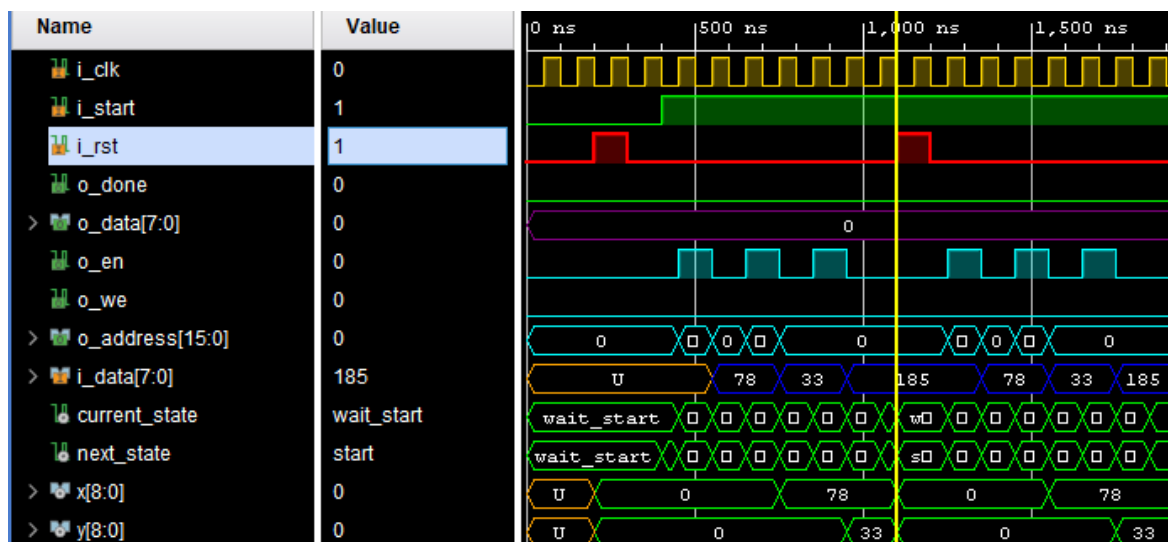 Name Value 0 ns 500 ns 1,000 ns 1,500 ns
i_clk 0
i_start 1
i_rst 1
o_done 0
> o_data[7:0] 0 0
o_en 0
o_we 0
> o_address[15:0] 0 0 0 0 0 0
> i_data[7:0] 185 U 78 33 185 78 33 185
current_state wait_start wait_start w
next_state start wait_start s
> x[8:0] 0 U 0 78 0 78
> y[8:0] 0 U 0 33 0 33